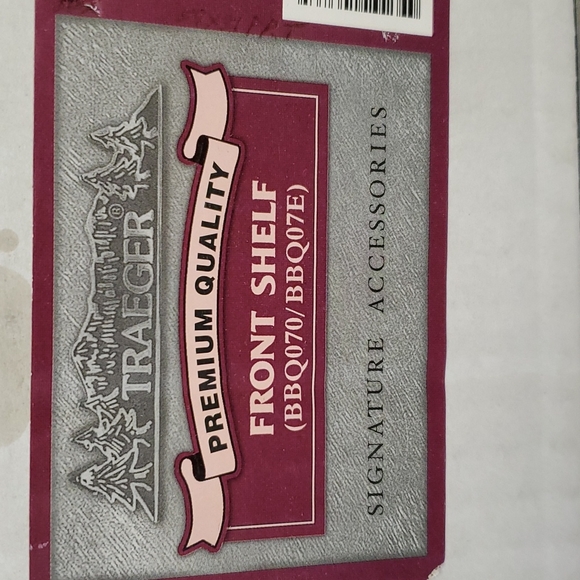 TRAEGER®
PREMIUM QUALITY
FRONT SHELF
(BBQ070/BBQ07E)
SIGNATURE ACCESSORIES